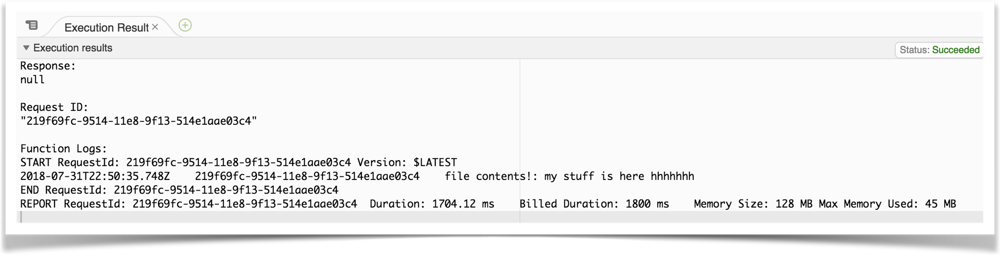 Execution Result
Execution results
Status: Succeeded
Response:
null
Request ID:
"219f69fc-9514-11e8-9f13-514e1aae03c4"
Function Logs:
START RequestId: 219f69fc-9514-11e8-9f13-514e1aae03c4 Version: $LATEST
2018-07-31T22:50:35.748Z    219f69fc-9514-11e8-9f13-514e1aae03c4    file contents!: my stuff is here hhhhhhh
END RequestId: 219f69fc-9514-11e8-9f13-514e1aae03c4
REPORT RequestId: 219f69fc-9514-11e8-9f13-514e1aae03c4  Duration: 1704.12 ms    Billed Duration: 1800 ms    Memory Size: 128 MB Max Memory Used: 45 MB